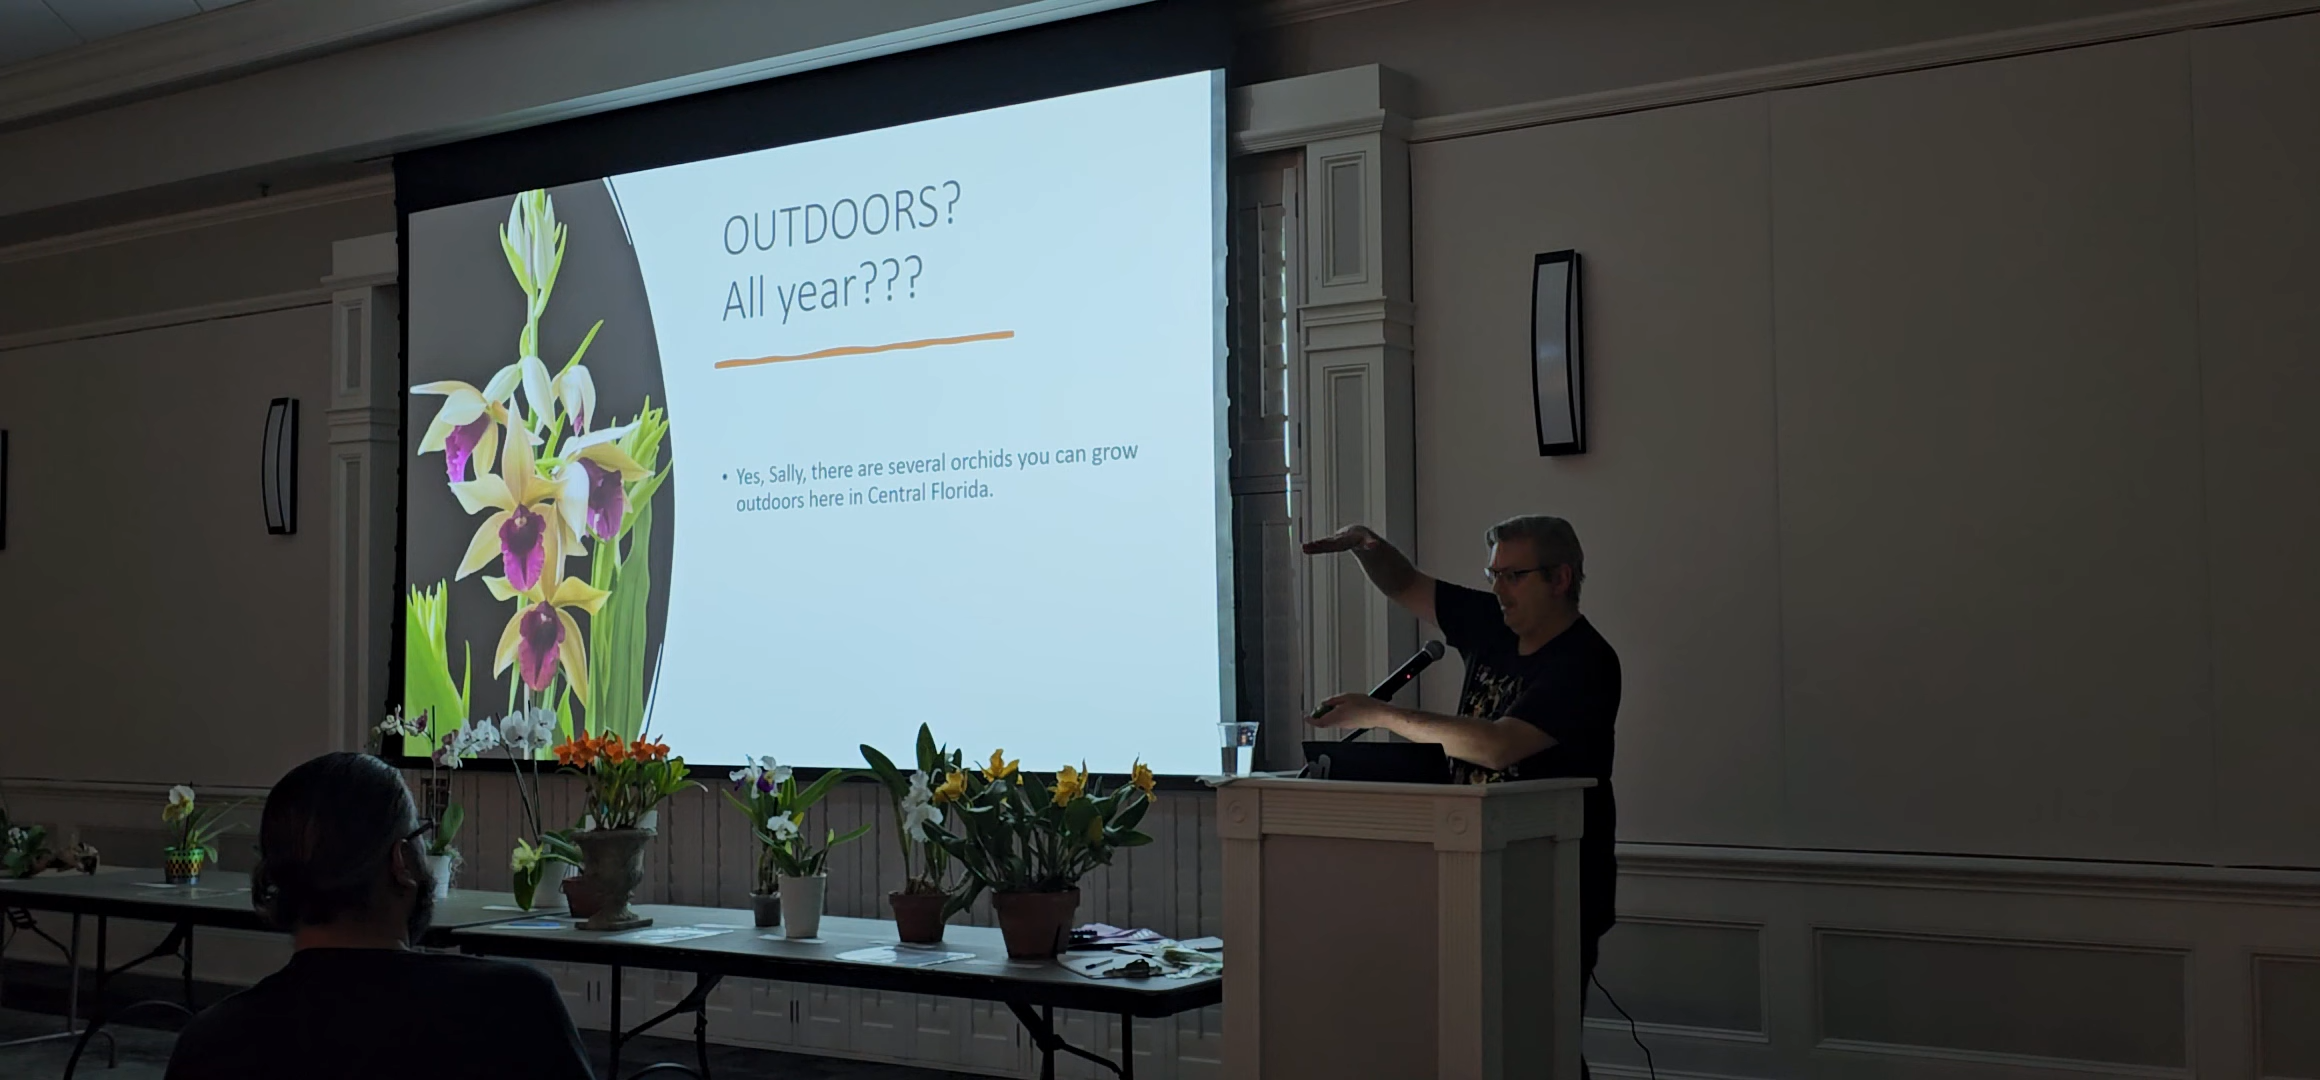 OUTDOORS?
All year???
• Yes, Sally, there are several orchids you can grow
outdoors here in Central Florida.